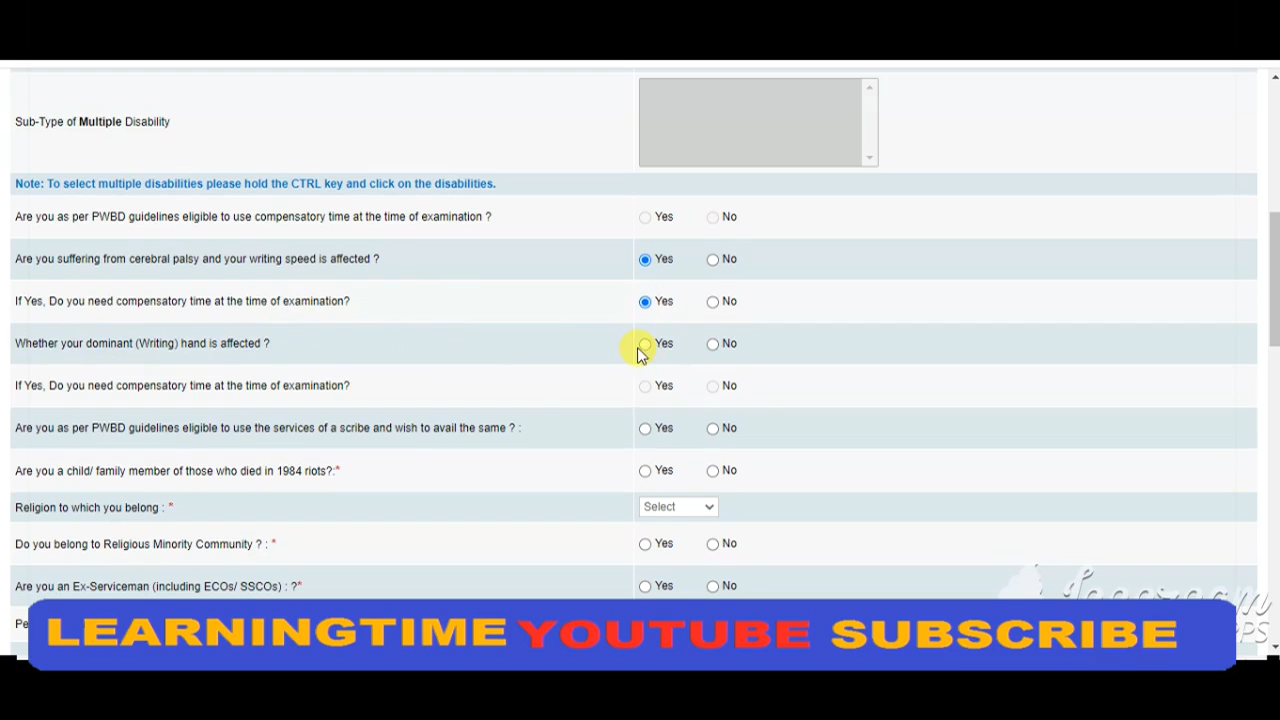 Sub-Type of Multiple Disability
Note: To select multiple disabilities please hold the CTRL key and click on the disabilities.
Are you as per PWBD guidelines eligible to use compensatory time at the time of examination ? Yes No
Are you suffering from cerebral palsy and your writing speed is affected ? Yes No
If Yes, Do you need compensatory time at the time of examination? Yes No
Whether your dominant (Writing) hand is affected ? Yes No
If Yes, Do you need compensatory time at the time of examination? Yes No
Are you as per PWBD guidelines eligible to use the services of a scribe and wish to avail the same ? : Yes No
Are you a child/ family member of those who died in 1984 riots?:* Yes No
Religion to which you belong : * Select
Do you belong to Religious Minority Community ? : * Yes No
Are you an Ex-Serviceman (including ECOs/ SSCOs) : ?* Yes No
LEARNINGTIME YOUTUBE SUBSCRIBE